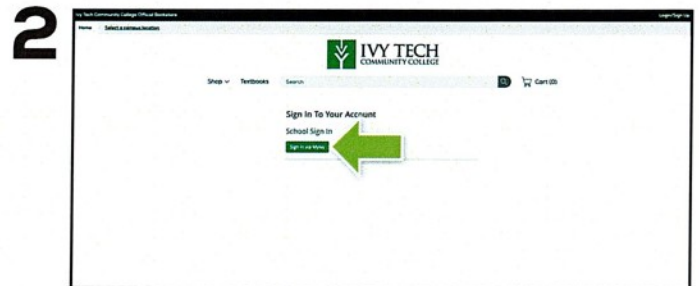 2
Ivy Tech Community College Official Bookstore
Login/Sign Up
Home Select a campus location
IVY TECH
COMMUNITY COLLEGE
Shop Textbooks Search Cart (0)
Sign In To Your Account
School Sign In
Sign in via MyIvy